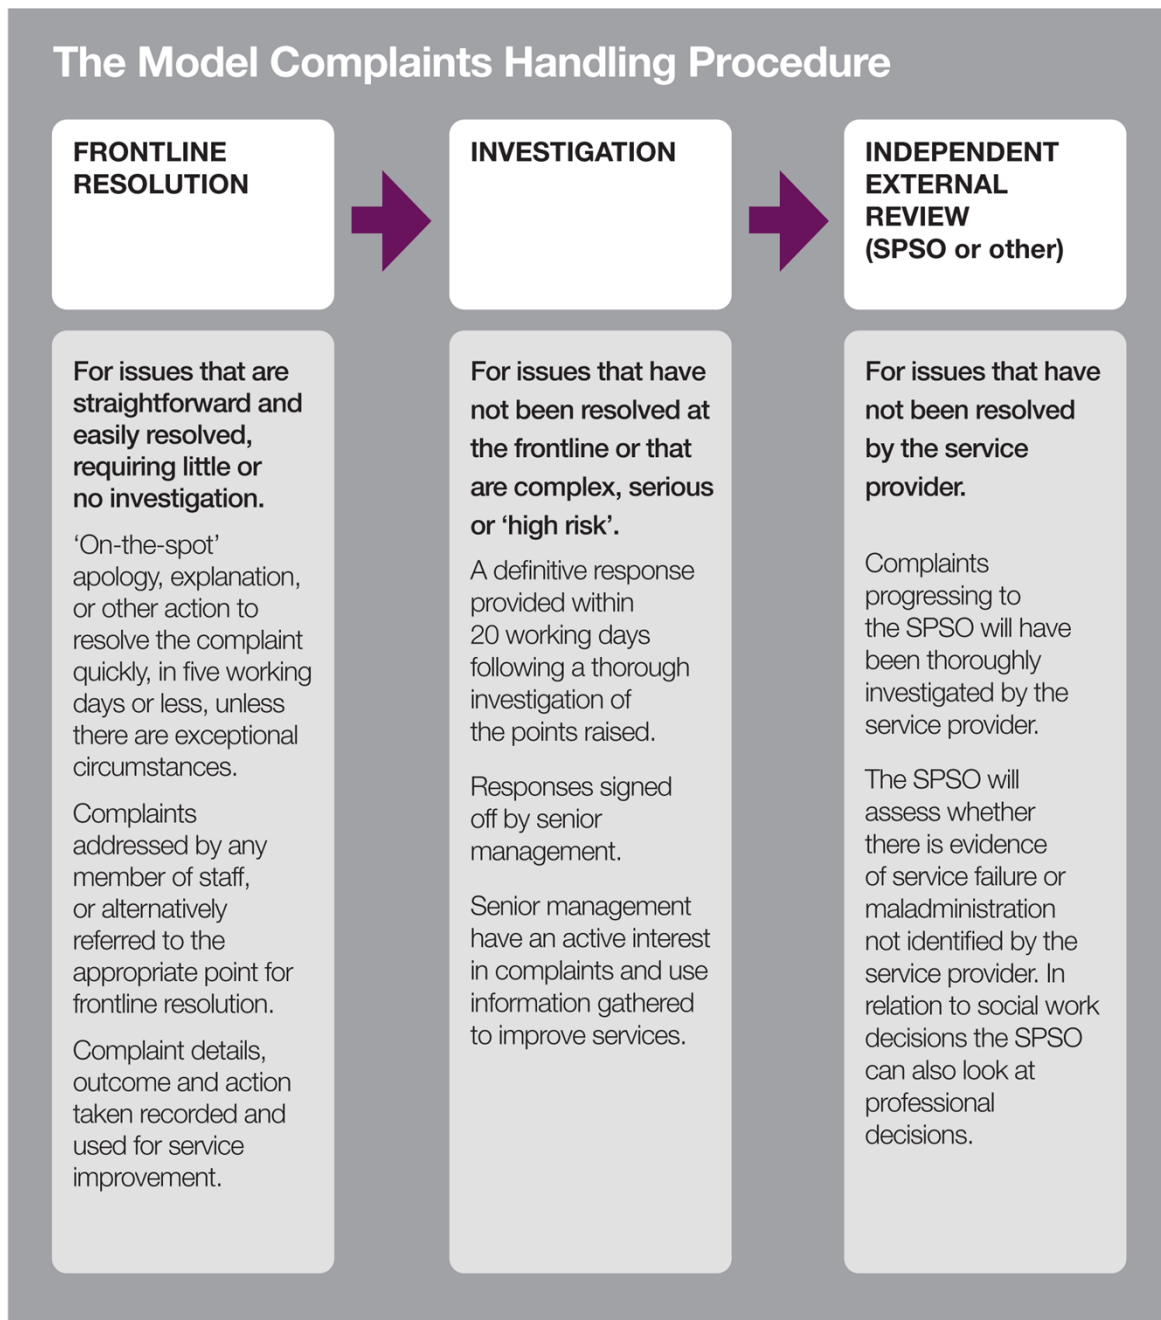 The Model Complaints Handling Procedure
FRONTLINE
RESOLUTION
INVESTIGATION
INDEPENDENT
EXTERNAL
REVIEW
(SPSO or other)
For issues that are
straightforward and
easily resolved,
requiring little or
no investigation.
‘On-the-spot’
apology, explanation,
or other action to
resolve the complaint
quickly, in five working
days or less, unless
there are exceptional
circumstances.
Complaints
addressed by any
member of staff,
or alternatively
referred to the
appropriate point for
frontline resolution.
Complaint details,
outcome and action
taken recorded and
used for service
improvement.
For issues that have
not been resolved at
the frontline or that
are complex, serious
or ‘high risk’.
A definitive response
provided within
20 working days
following a thorough
investigation of
the points raised.
Responses signed
off by senior
management.
Senior management
have an active interest
in complaints and use
information gathered
to improve services.
For issues that have
not been resolved
by the service
provider.
Complaints
progressing to
the SPSO will have
been thoroughly
investigated by the
service provider.
The SPSO will
assess whether
there is evidence
of service failure or
maladministration
not identified by the
service provider. In
relation to social work
decisions the SPSO
can also look at
professional
decisions.